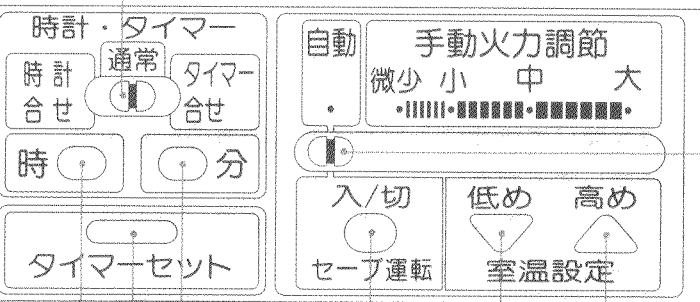 時計・タイマー
通常
時計合せ
タイマー合せ
時
分
タイマーセット
自動
手動火力調節
微少 小 中 大
入/切
セーブ運転
低め 高め
室温設定